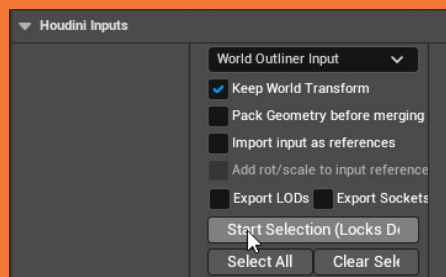 Houdini Inputs
World Outliner Input
Keep World Transform
Pack Geometry before merging
Import input as references
Add rot/scale to input reference
Export LODs Export Sockets
Start Selection (Locks De
Select All Clear Sele